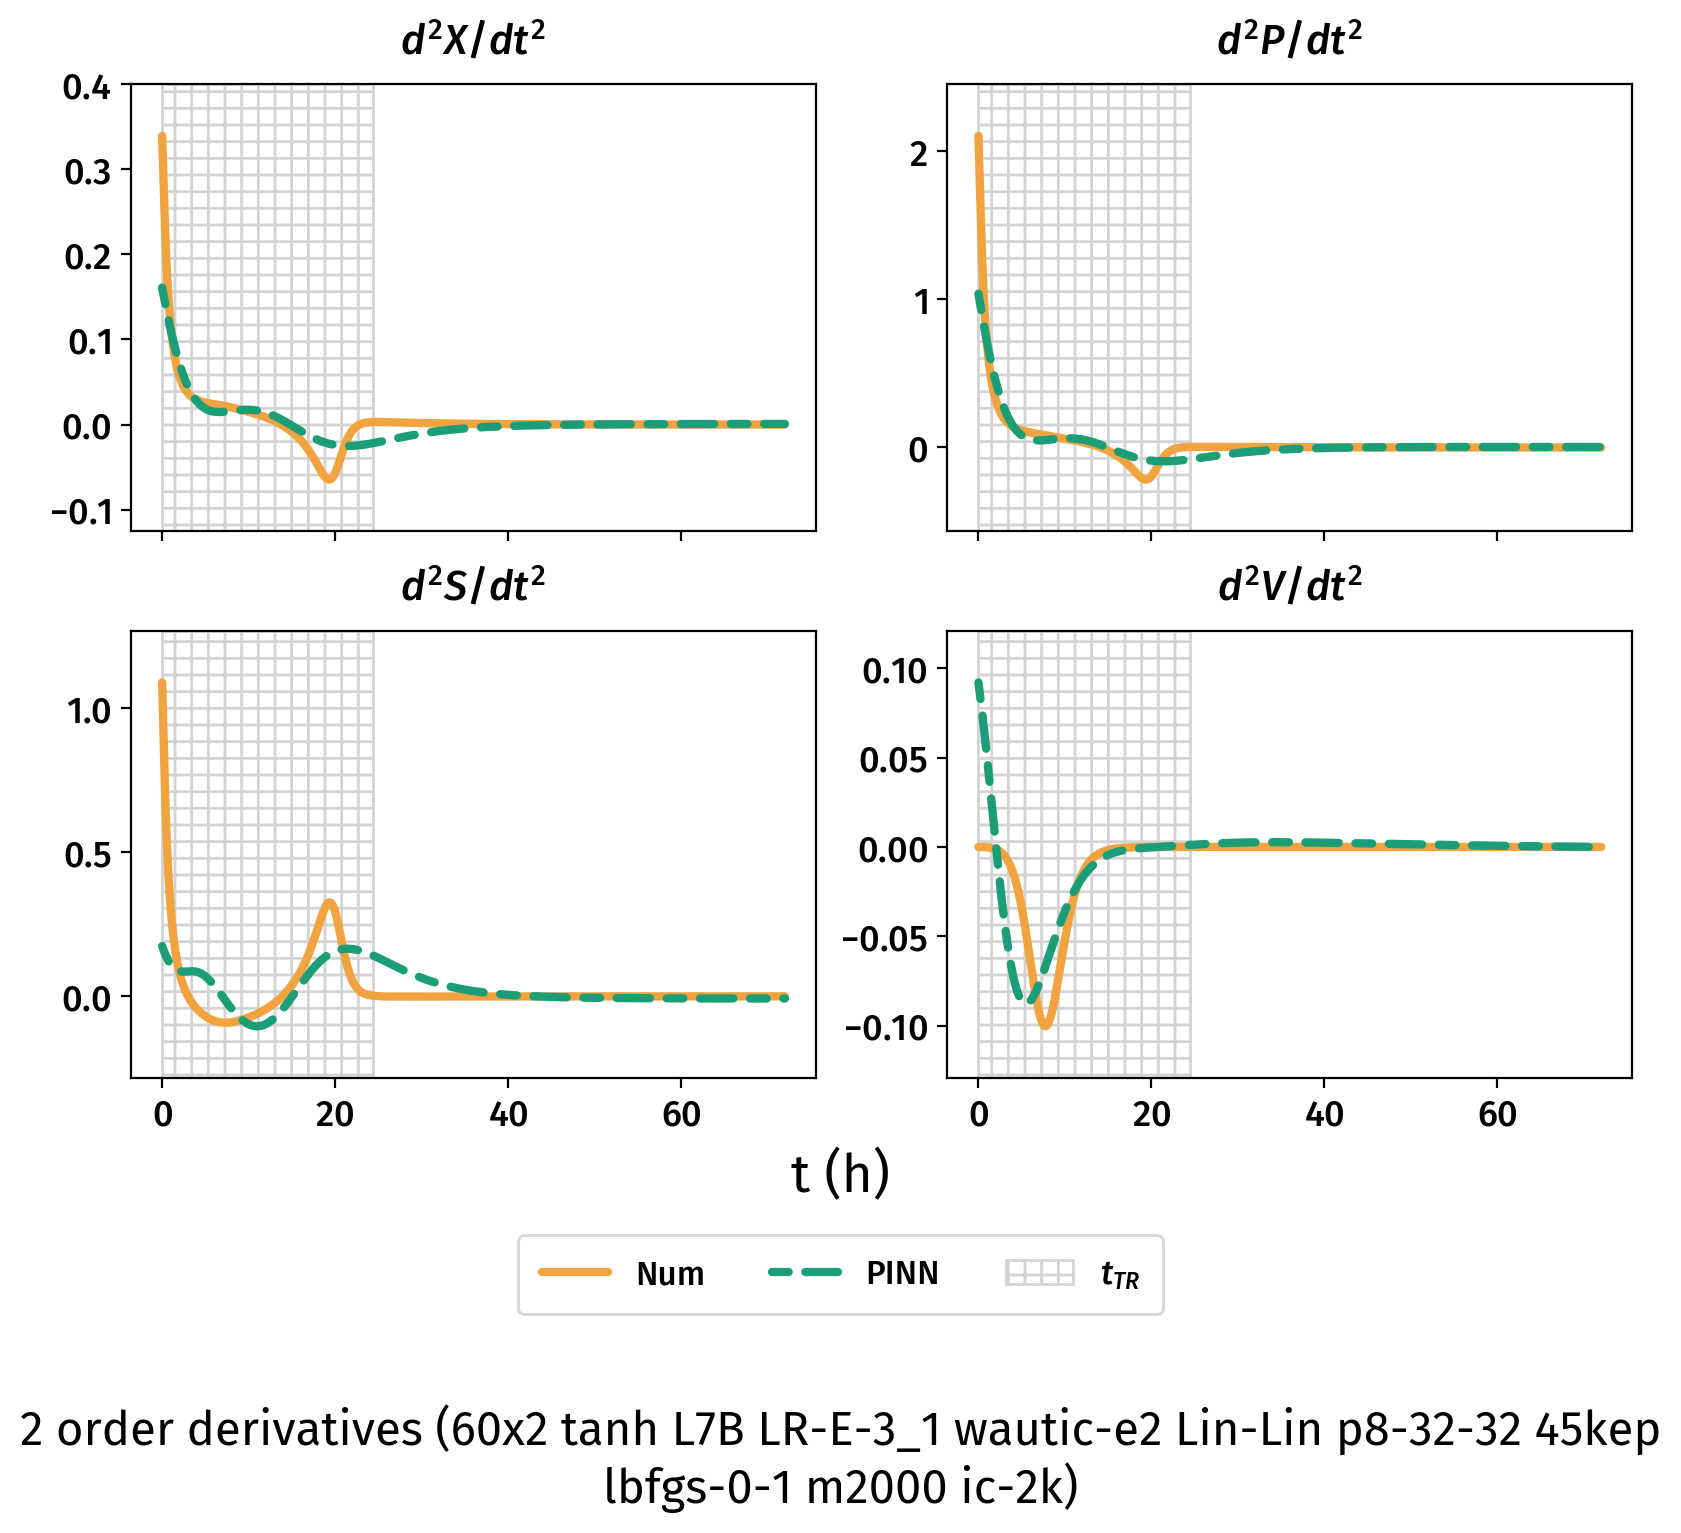 d²X/dt²
d²P/dt²
0.4
0.3
0.2
0.1
0.0
−0.1
2
1
0
d²S/dt²
d²V/dt²
1.0
0.5
0.0
0.10
0.05
0.00
−0.05
−0.10
0 20 40 60
0 20 40 60
t (h)
Num PINN t_TR
2 order derivatives (60x2 tanh L7B LR-E-3_1 wautic-e2 Lin-Lin p8-32-32 45kep
lbfgs-0-1 m2000 ic-2k)